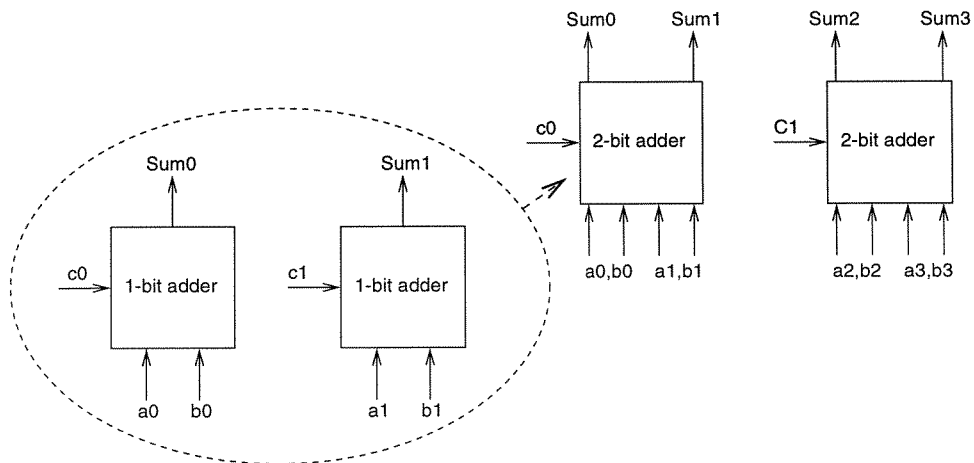 Sum0 Sum1 Sum2 Sum3
c0 2-bit adder C1 2-bit adder
Sum0 Sum1
a0,b0 a1,b1 a2,b2 a3,b3
c0 1-bit adder c1 1-bit adder
a0 b0 a1 b1